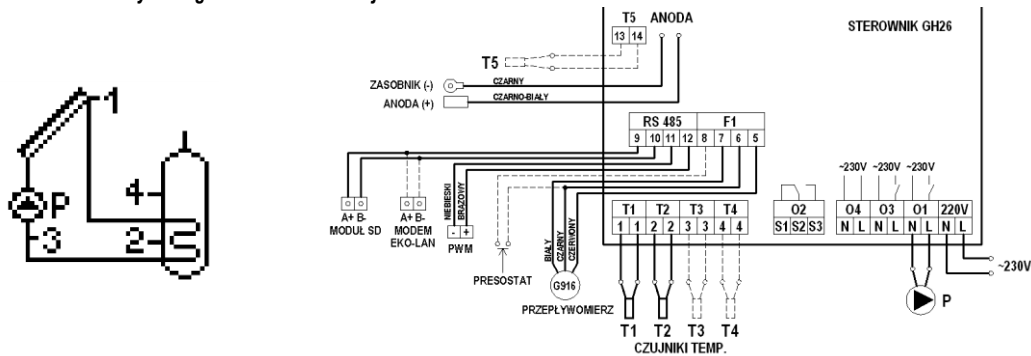 T5 ANODA
13 14
STEROWNIK GH26
T5
ZASOBNIK (-)
CZARNY
ANODA (+)
CZARNO-BIAŁY
1
4
P
3
2
RS 485 F1
9 10 11 12 8 7 6 5
NIEBIESKI
BRĄZOWY
A+ B-
MODUŁ SD
A+ B-
MODEM
EKO-LAN
- +
PWM
PRESOSTAT
BIAŁY
CZARNY
CZERWONY
G916
PRZEPŁYWOMIERZ
T1 T2 T3 T4
1 1 2 2 3 3 4 4
T1 T2 T3 T4
CZUJNIKI TEMP.
O2
S1 S2 S3
~230V ~230V ~230V
O4 O3 O1 220V
N L N L N L N L
~230V
P